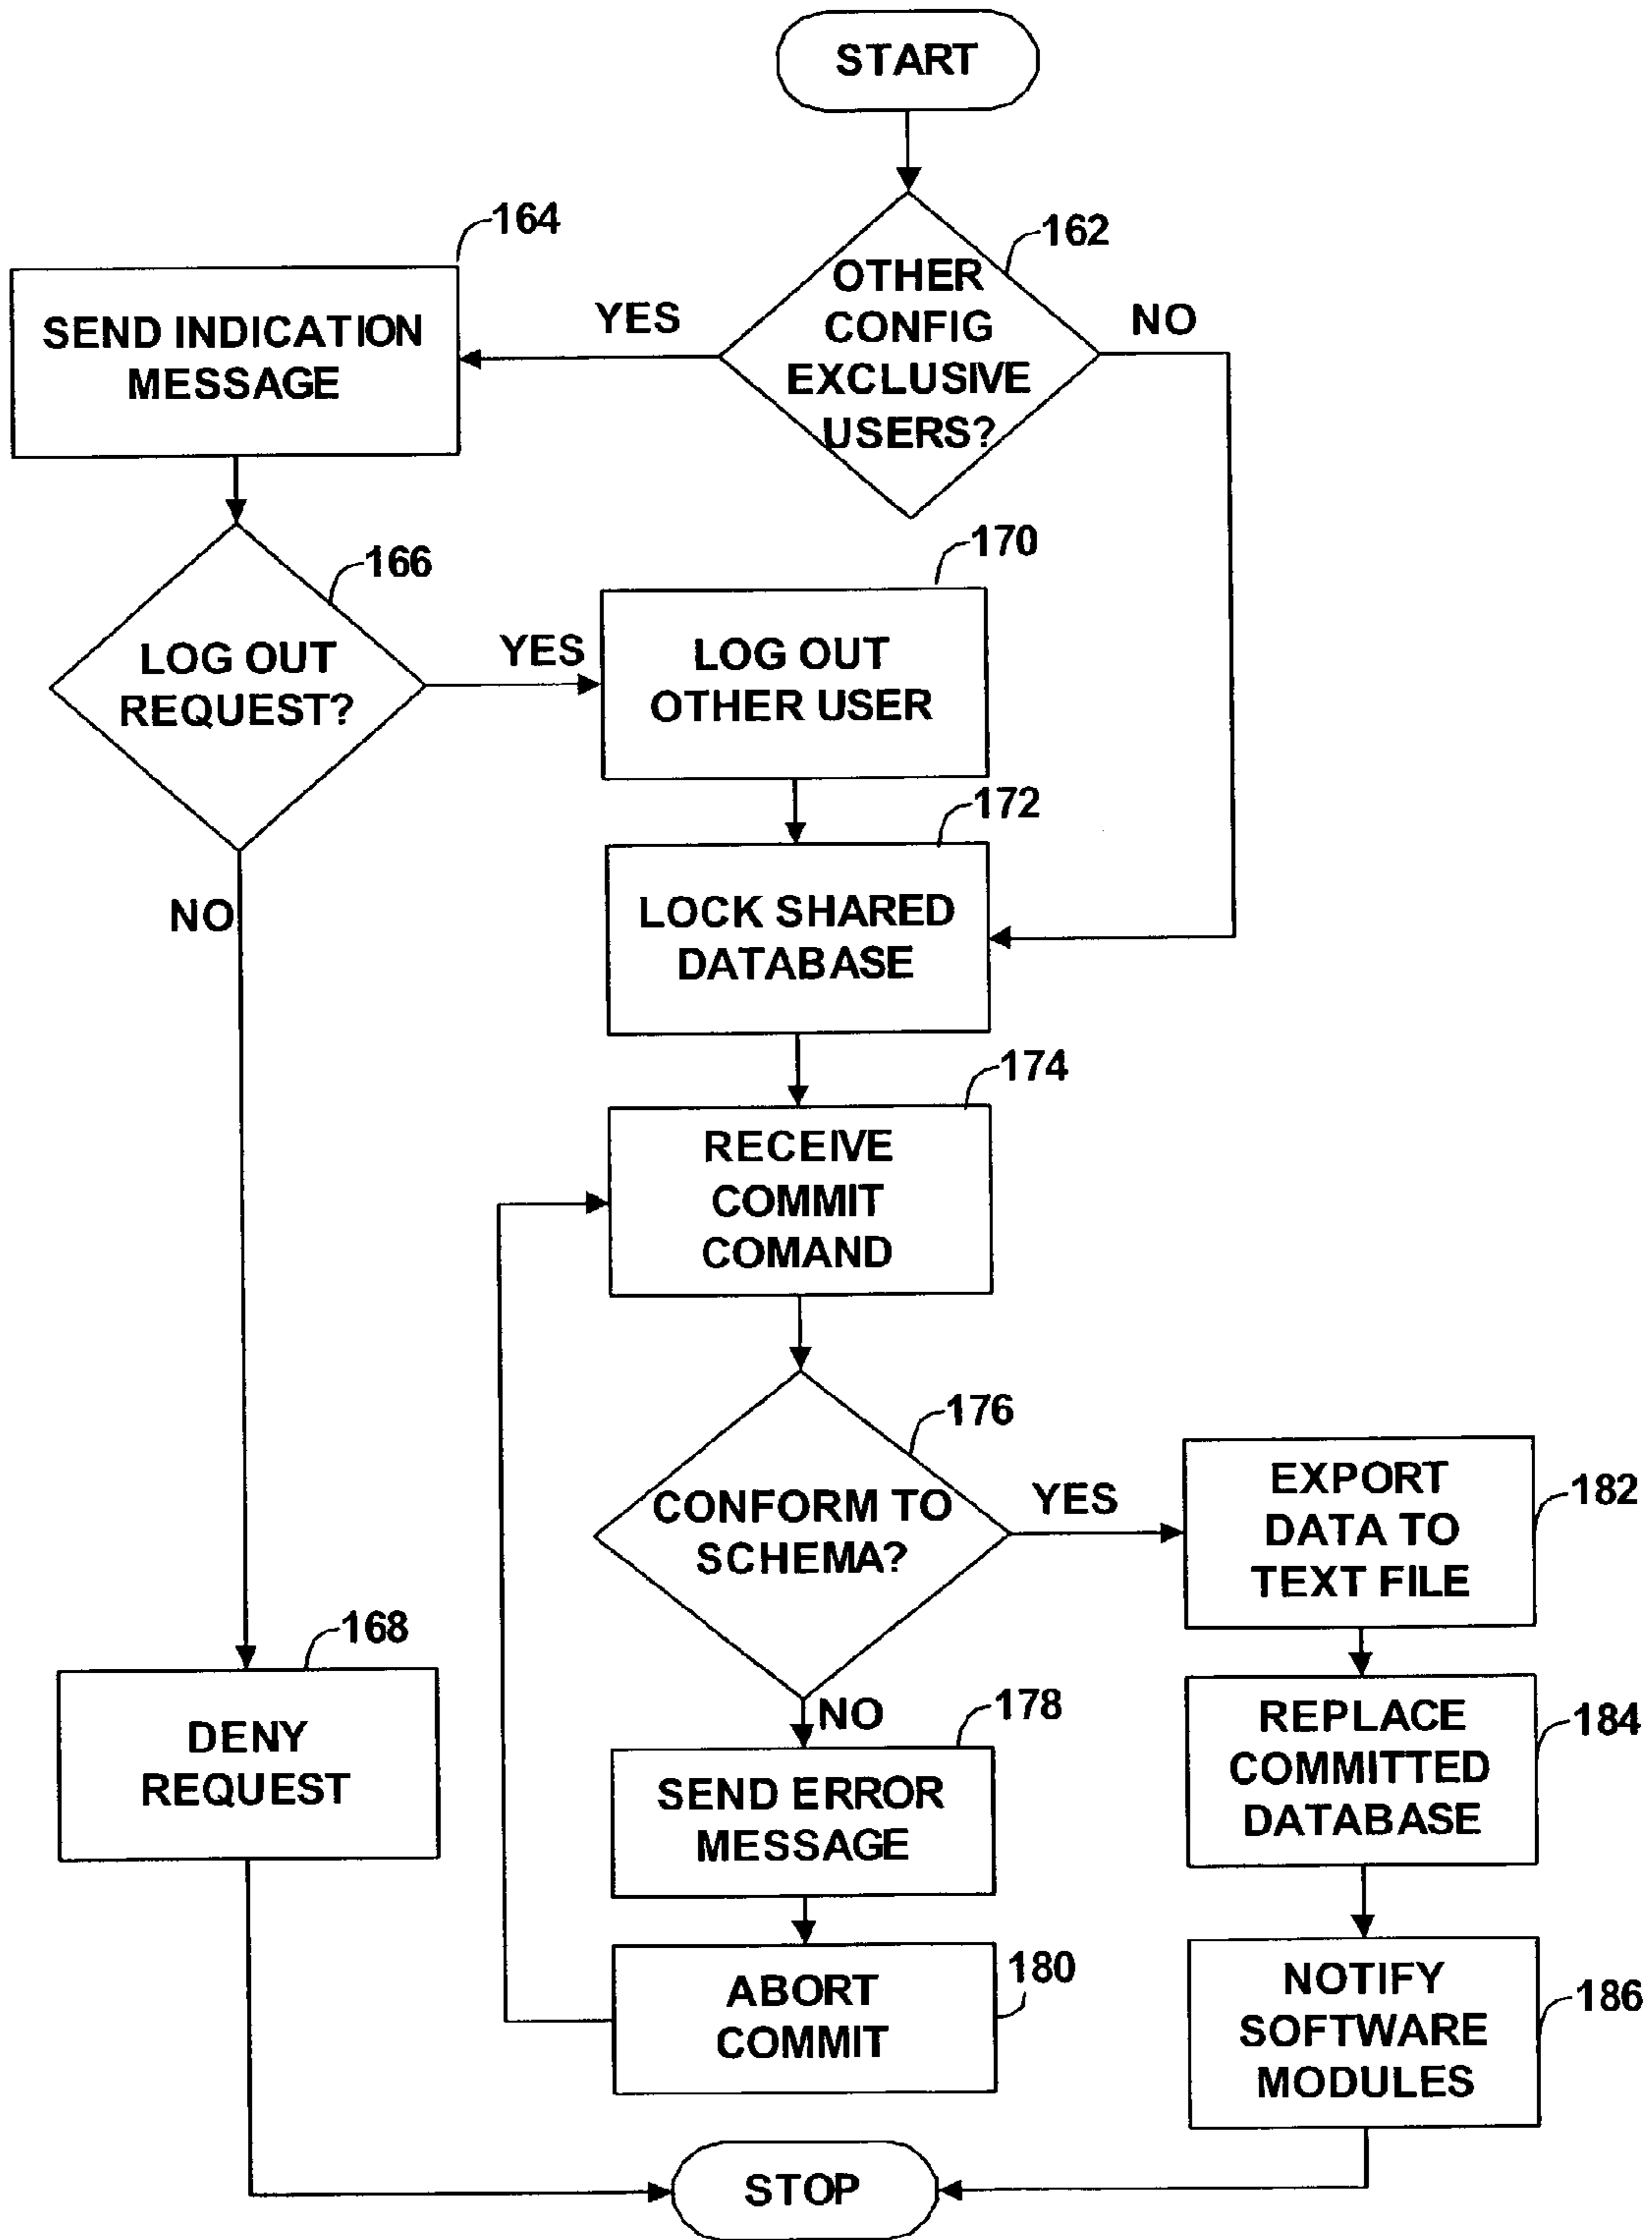 START
162
OTHER
CONFIG
EXCLUSIVE
USERS?
YES
NO
164
SEND INDICATION
MESSAGE
166
LOG OUT
REQUEST?
YES
NO
170
LOG OUT
OTHER USER
172
LOCK SHARED
DATABASE
174
RECEIVE
COMMIT
COMAND
176
CONFORM TO
SCHEMA?
YES
NO
182
EXPORT
DATA TO
TEXT FILE
168
DENY
REQUEST
178
SEND ERROR
MESSAGE
184
REPLACE
COMMITTED
DATABASE
180
ABORT
COMMIT
186
NOTIFY
SOFTWARE
MODULES
STOP